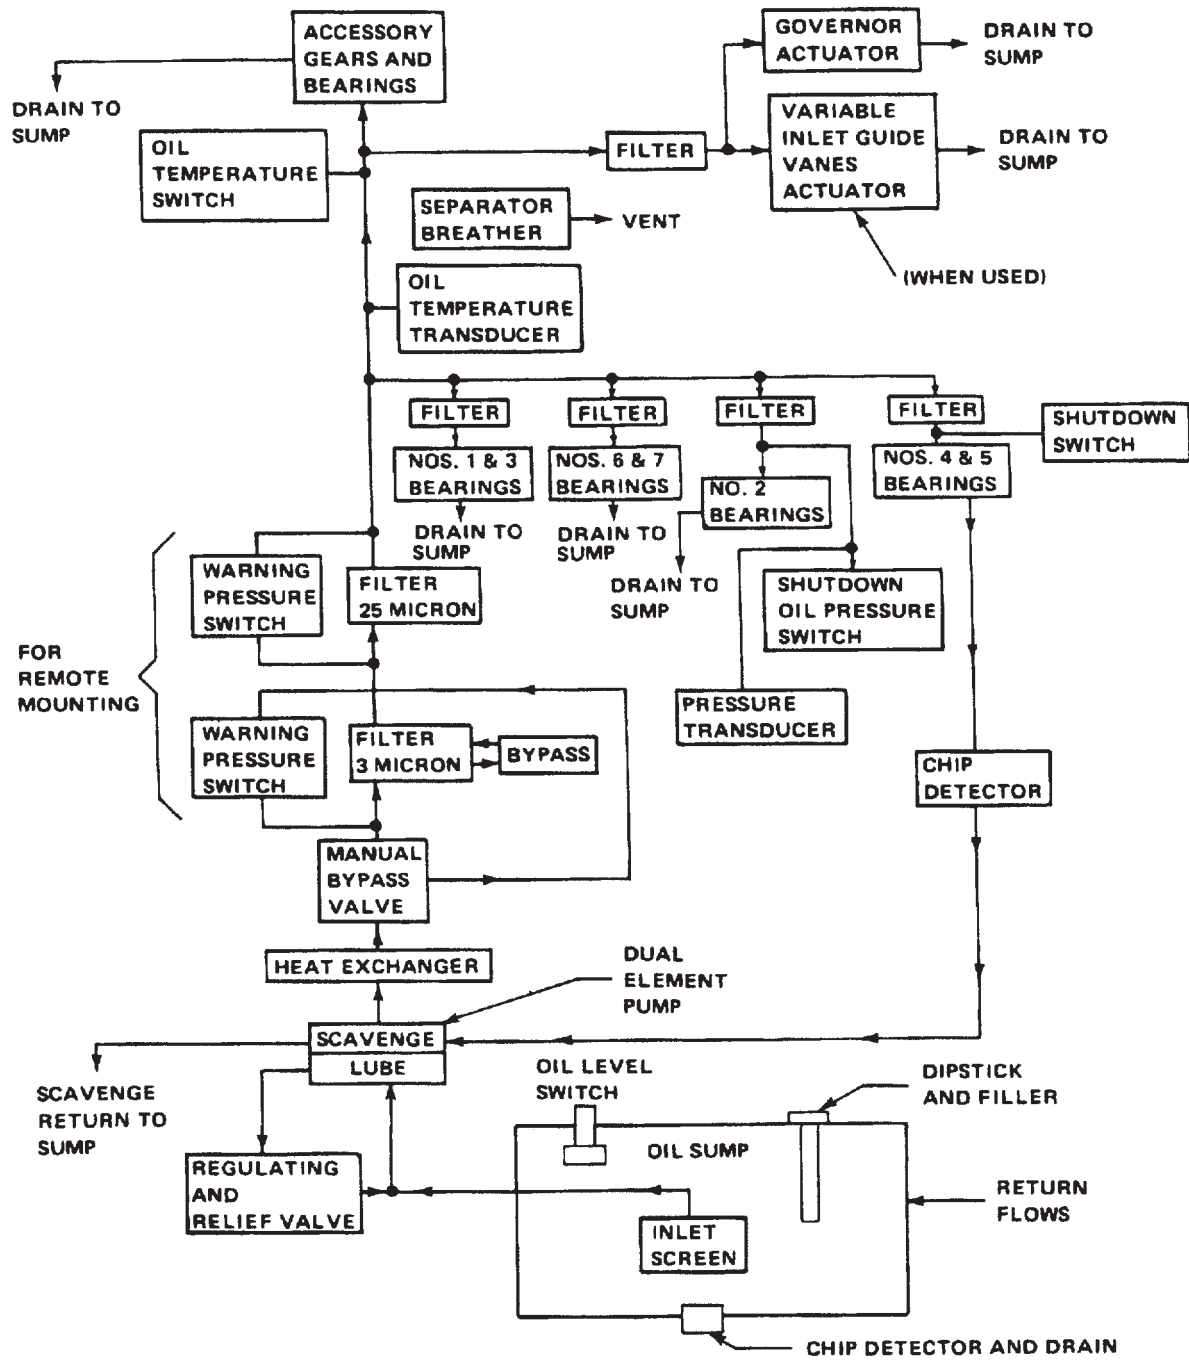 ACCESSORY
GEARS AND
BEARINGS
GOVERNOR
ACTUATOR
DRAIN TO
SUMP
DRAIN TO
SUMP
OIL
TEMPERATURE
SWITCH
FILTER
VARIABLE
INLET GUIDE
VANES
ACTUATOR
DRAIN TO
SUMP
SEPARATOR
BREATHER
VENT
(WHEN USED)
OIL
TEMPERATURE
TRANSDUCER
FILTER
FILTER
FILTER
FILTER
SHUTDOWN
SWITCH
NOS. 1 & 3
BEARINGS
NOS. 6 & 7
BEARINGS
NO. 2
BEARINGS
NOS. 4 & 5
BEARINGS
DRAIN TO
SUMP
DRAIN TO
SUMP
DRAIN TO
SUMP
WARNING
PRESSURE
SWITCH
FILTER
25 MICRON
SHUTDOWN
OIL PRESSURE
SWITCH
FOR
REMOTE
MOUNTING
PRESSURE
TRANSDUCER
WARNING
PRESSURE
SWITCH
FILTER
3 MICRON
BYPASS
CHIP
DETECTOR
MANUAL
BYPASS
VALVE
HEAT EXCHANGER
DUAL
ELEMENT
PUMP
SCAVENGE
LUBE
SCAVENGE
RETURN TO
SUMP
OIL LEVEL
SWITCH
DIPSTICK
AND FILLER
OIL SUMP
REGULATING
AND
RELIEF VALVE
RETURN
FLOWS
INLET
SCREEN
CHIP DETECTOR AND DRAIN